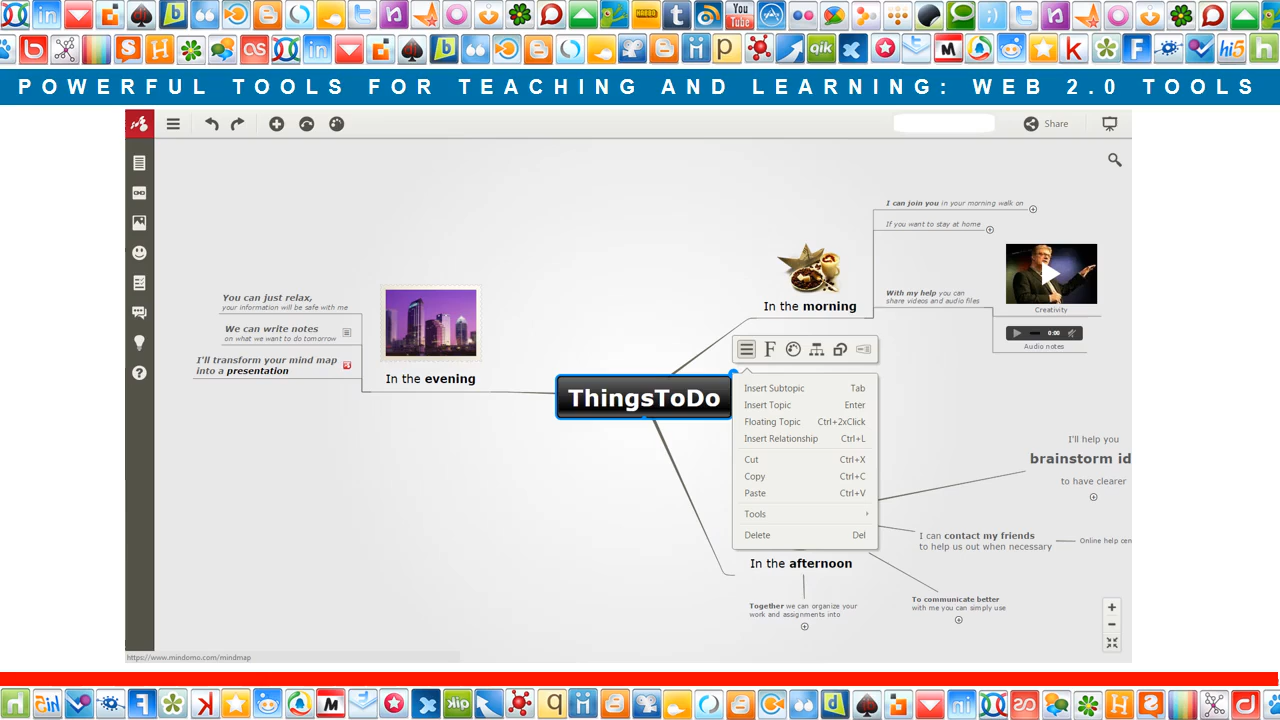 You
Tube
POWERFUL TOOLS FOR TEACHING AND LEARNING: WEB 2.0 TOOLS
Share
I can join you in your morning walk on
If you want to stay at home
With my help you can
share videos and audio files
Creativity
0:00
Audio notes
In the morning
You can just relax,
your information will be safe with me
We can write notes
on what we want to do tomorrow
I'll transform your mind map
into a presentation
In the evening
ThingsToDo
Insert Subtopic Tab
Insert Topic Enter
Floating Topic Ctrl+2xClick
Insert Relationship Ctrl+L
Cut Ctrl+X
Copy Ctrl+C
Paste Ctrl+V
Tools
Delete Del
I'll help you
brainstorm id
to have clearer
I can contact my friends
to help us out when necessary
Online help cen
In the afternoon
Together we can organize your
work and assignments into
To communicate better
with me you can simply use
https://www.mindomo.com/mindmap